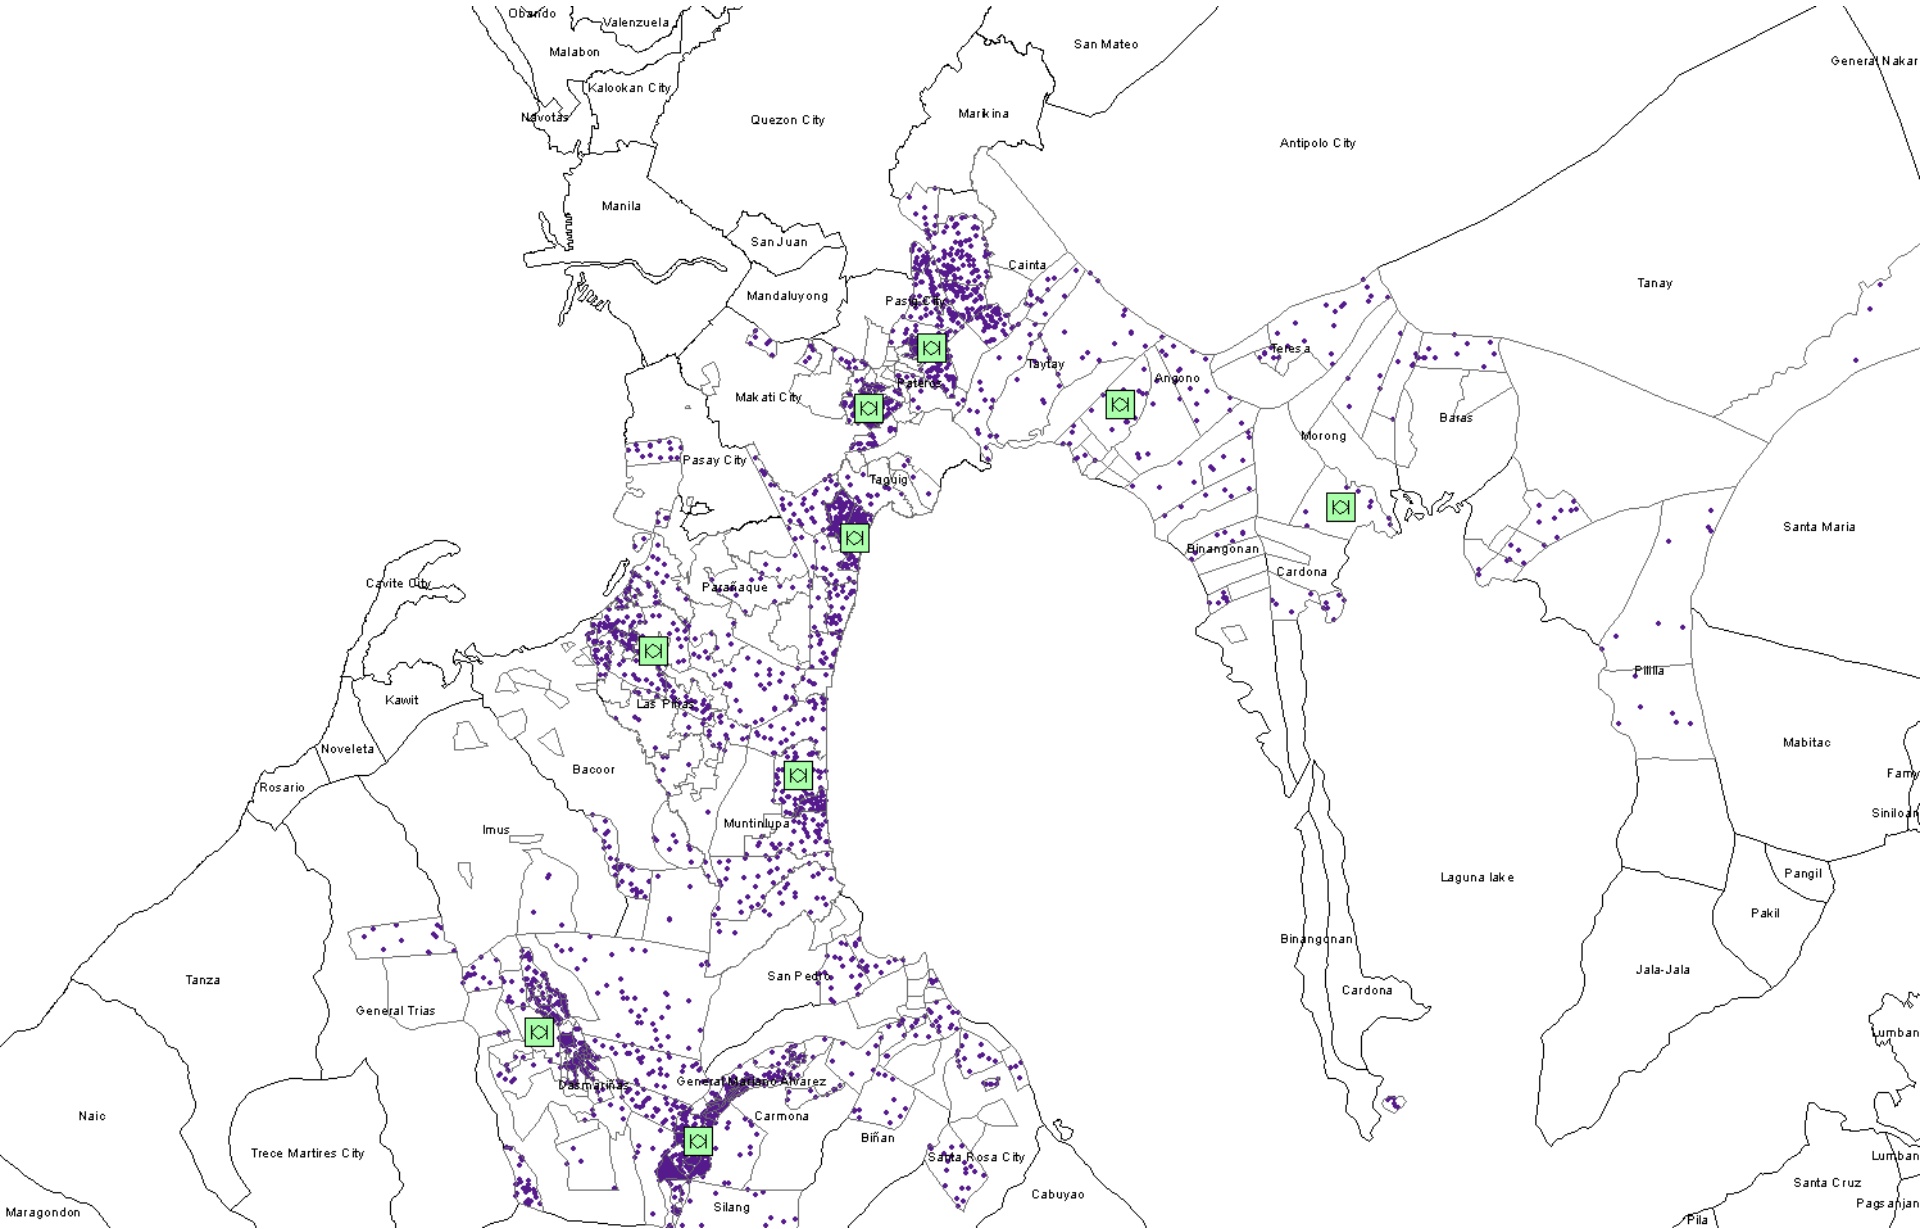 Obando
Valenzuela
Malabon
San Mateo
General Nakar
Kalookan City
Navotas
Quezon City
Marikina
Antipolo City
Manila
San Juan
Cainta
Tanay
Mandaluyong
Pasig City
Teresa
Taytay
Angono
Pateros
Makati City
Baras
Morong
Pasay City
Taguig
Santa Maria
Binangonan
Cardona
Cavite City
Parañaque
Pililla
Kawit
Las Piñas
Noveleta
Mabitac
Bacoor
Famy
Rosario
Siniloan
Muntinlupa
Imus
Pangil
Laguna lake
Pakil
Binangonan
Jala-Jala
San Pedro
Tanza
Cardona
General Trias
Lumban
Dasmariñas
General Mariano Alvarez
Naic
Carmona
Biñan
Trece Martires City
Santa Rosa City
Lumban
Santa Cruz
Cabuyao
Pagsanjan
Silang
Maragondon
Pila